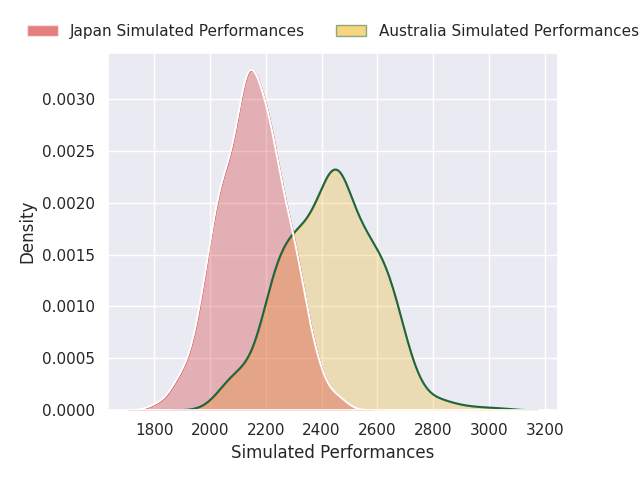 Japan Simulated Performances Australia Simulated Performances
0.0030
0.0025
0.0020
0.0015
0.0010
0.0005
0.0000
Density
1800 2000 2200 2400 2600 2800 3000 3200
Simulated Performances